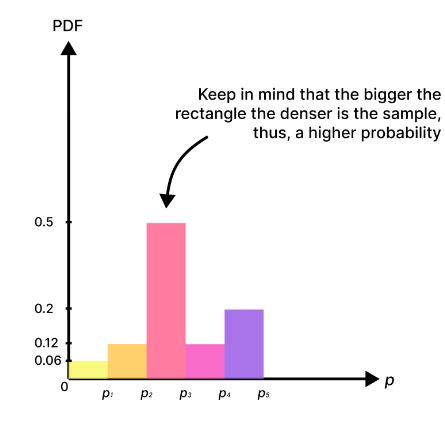 PDF
Keep in mind that the bigger the
rectangle the denser is the sample,
thus, a higher probability
0.5
0.2
0.12
0.06
0
p₁ p₂ p₃ p₄ p₅
p